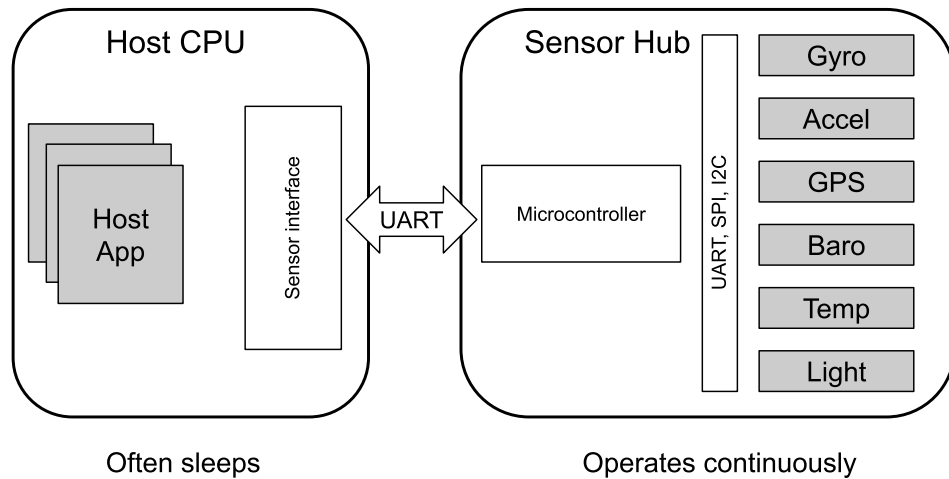 Host CPU
Host
App
Sensor interface
Often sleeps
UART
Sensor Hub
Microcontroller
UART, SPI, I2C
Gyro
Accel
GPS
Baro
Temp
Light
Operates continuously